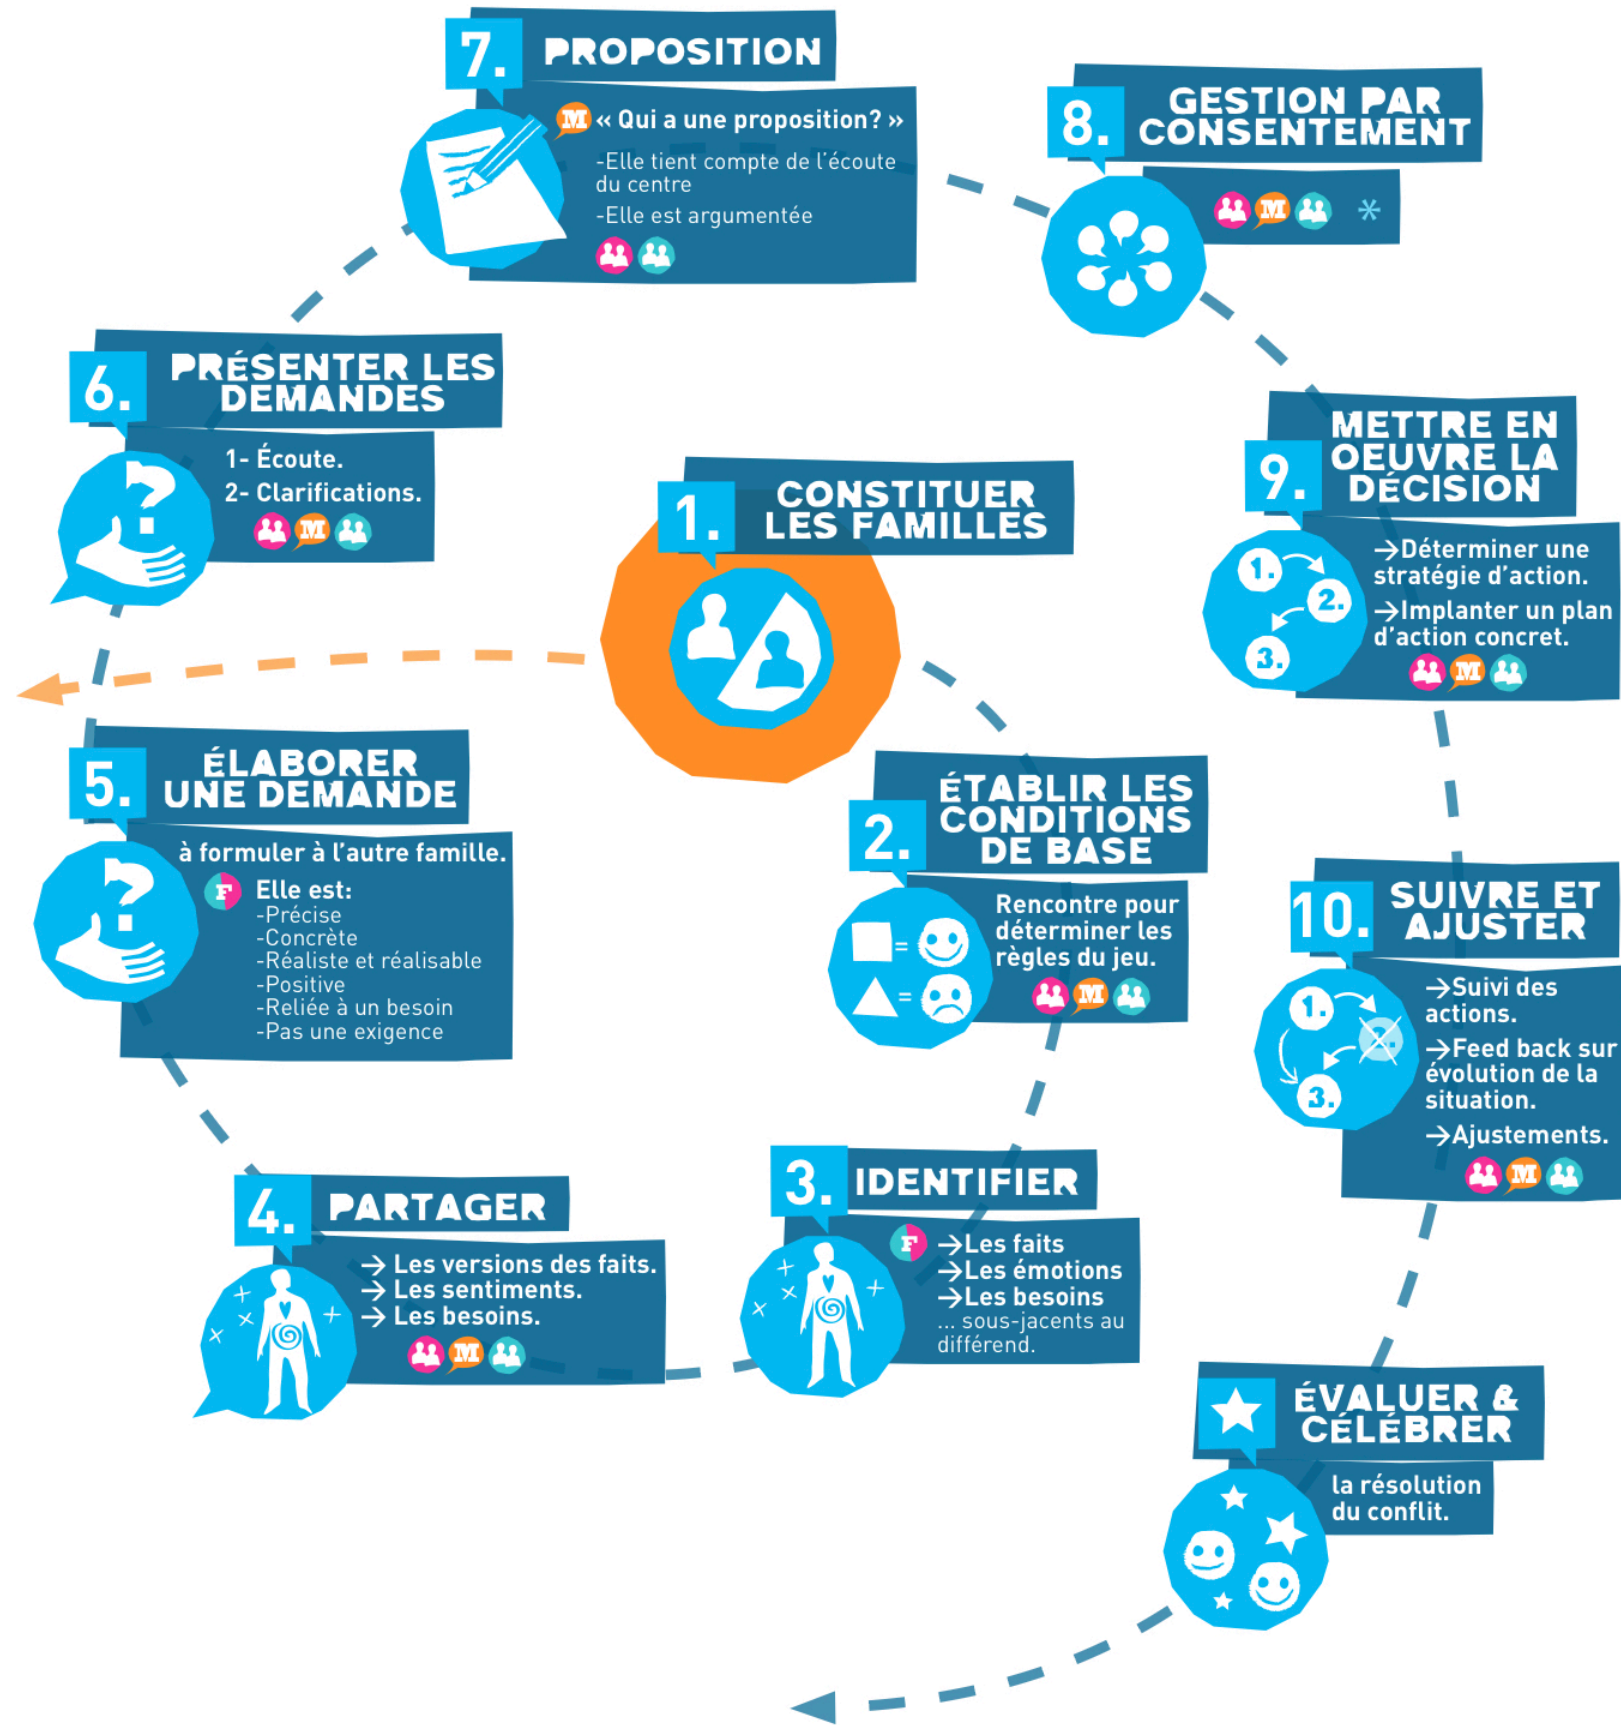 1.
CONSTITUER
LES FAMILLES
2.
ÉTABLIR LES
CONDITIONS
DE BASE
Rencontre pour
déterminer les
règles du jeu.
=
=
M
3.
IDENTIFIER
F
→Les faits
→Les émotions
→Les besoins
... sous-jacents au
différend.
4.
PARTAGER
→ Les versions des faits.
→ Les sentiments.
→ Les besoins.
M
5.
ÉLABORER
UNE DEMANDE
à formuler à l'autre famille.
F
Elle est:
-Précise
-Concrète
-Réaliste et réalisable
-Positive
-Reliée à un besoin
-Pas une exigence
?
6.
PRÉSENTER LES
DEMANDES
1- Écoute.
2- Clarifications.
?
M
7.
PROPOSITION
M « Qui a une proposition? »
-Elle tient compte de l'écoute
du centre
-Elle est argumentée
8.
GESTION PAR
CONSENTEMENT
M *
9.
METTRE EN
OEUVRE LA
DÉCISION
→Déterminer une
stratégie d'action.
→Implanter un plan
d'action concret.
1.
2.
3.
M
10.
SUIVRE ET
AJUSTER
→Suivi des
actions.
→Feed back sur
évolution de la
situation.
→Ajustements.
1.
2.
3.
M
ÉVALUER &
CÉLÉBRER
la résolution
du conflit.